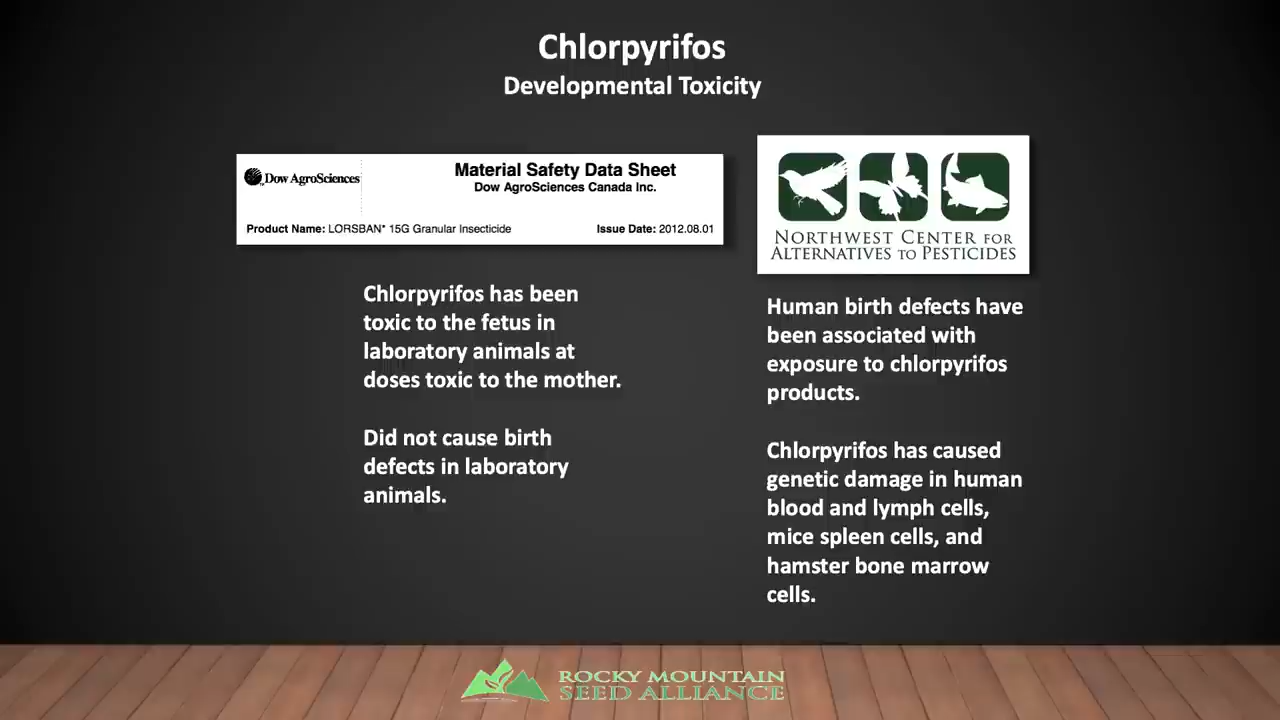 Chlorpyrifos
Developmental Toxicity
Dow AgroSciences
Material Safety Data Sheet
Dow AgroSciences Canada Inc.
Product Name: LORSBAN* 15G Granular Insecticide
Issue Date: 2012.08.01
Chlorpyrifos has been
toxic to the fetus in
laboratory animals at
doses toxic to the mother.
Did not cause birth
defects in laboratory
animals.
NORTHWEST CENTER FOR
ALTERNATIVES TO PESTICIDES
Human birth defects have
been associated with
exposure to chlorpyrifos
products.
Chlorpyrifos has caused
genetic damage in human
blood and lymph cells,
mice spleen cells, and
hamster bone marrow
cells.
ROCKY MOUNTAIN
SEED ALLIANCE